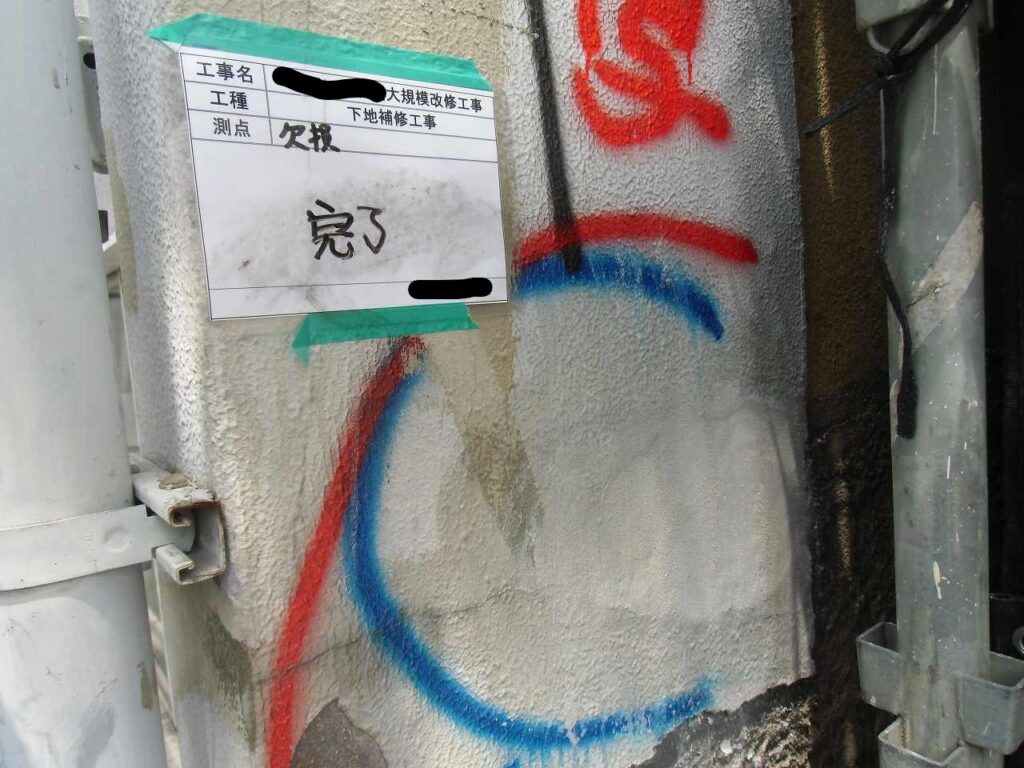 工事名 大規模改修工事
工種 下地補修工事
測点 欠損
完了